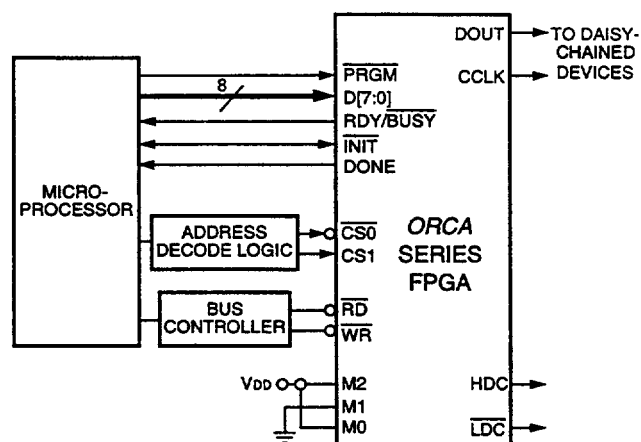 DOUT
TO DAISY-
CHAINED
DEVICES
CCLK
8
PRGM
D[7:0]
RDY/BUSY
INIT
DONE
MICRO-
PROCESSOR
ADDRESS
DECODE LOGIC
CS0
CS1
ORCA
SERIES
FPGA
BUS
CONTROLLER
RD
WR
VDD
M2
M1
M0
HDC
LDC